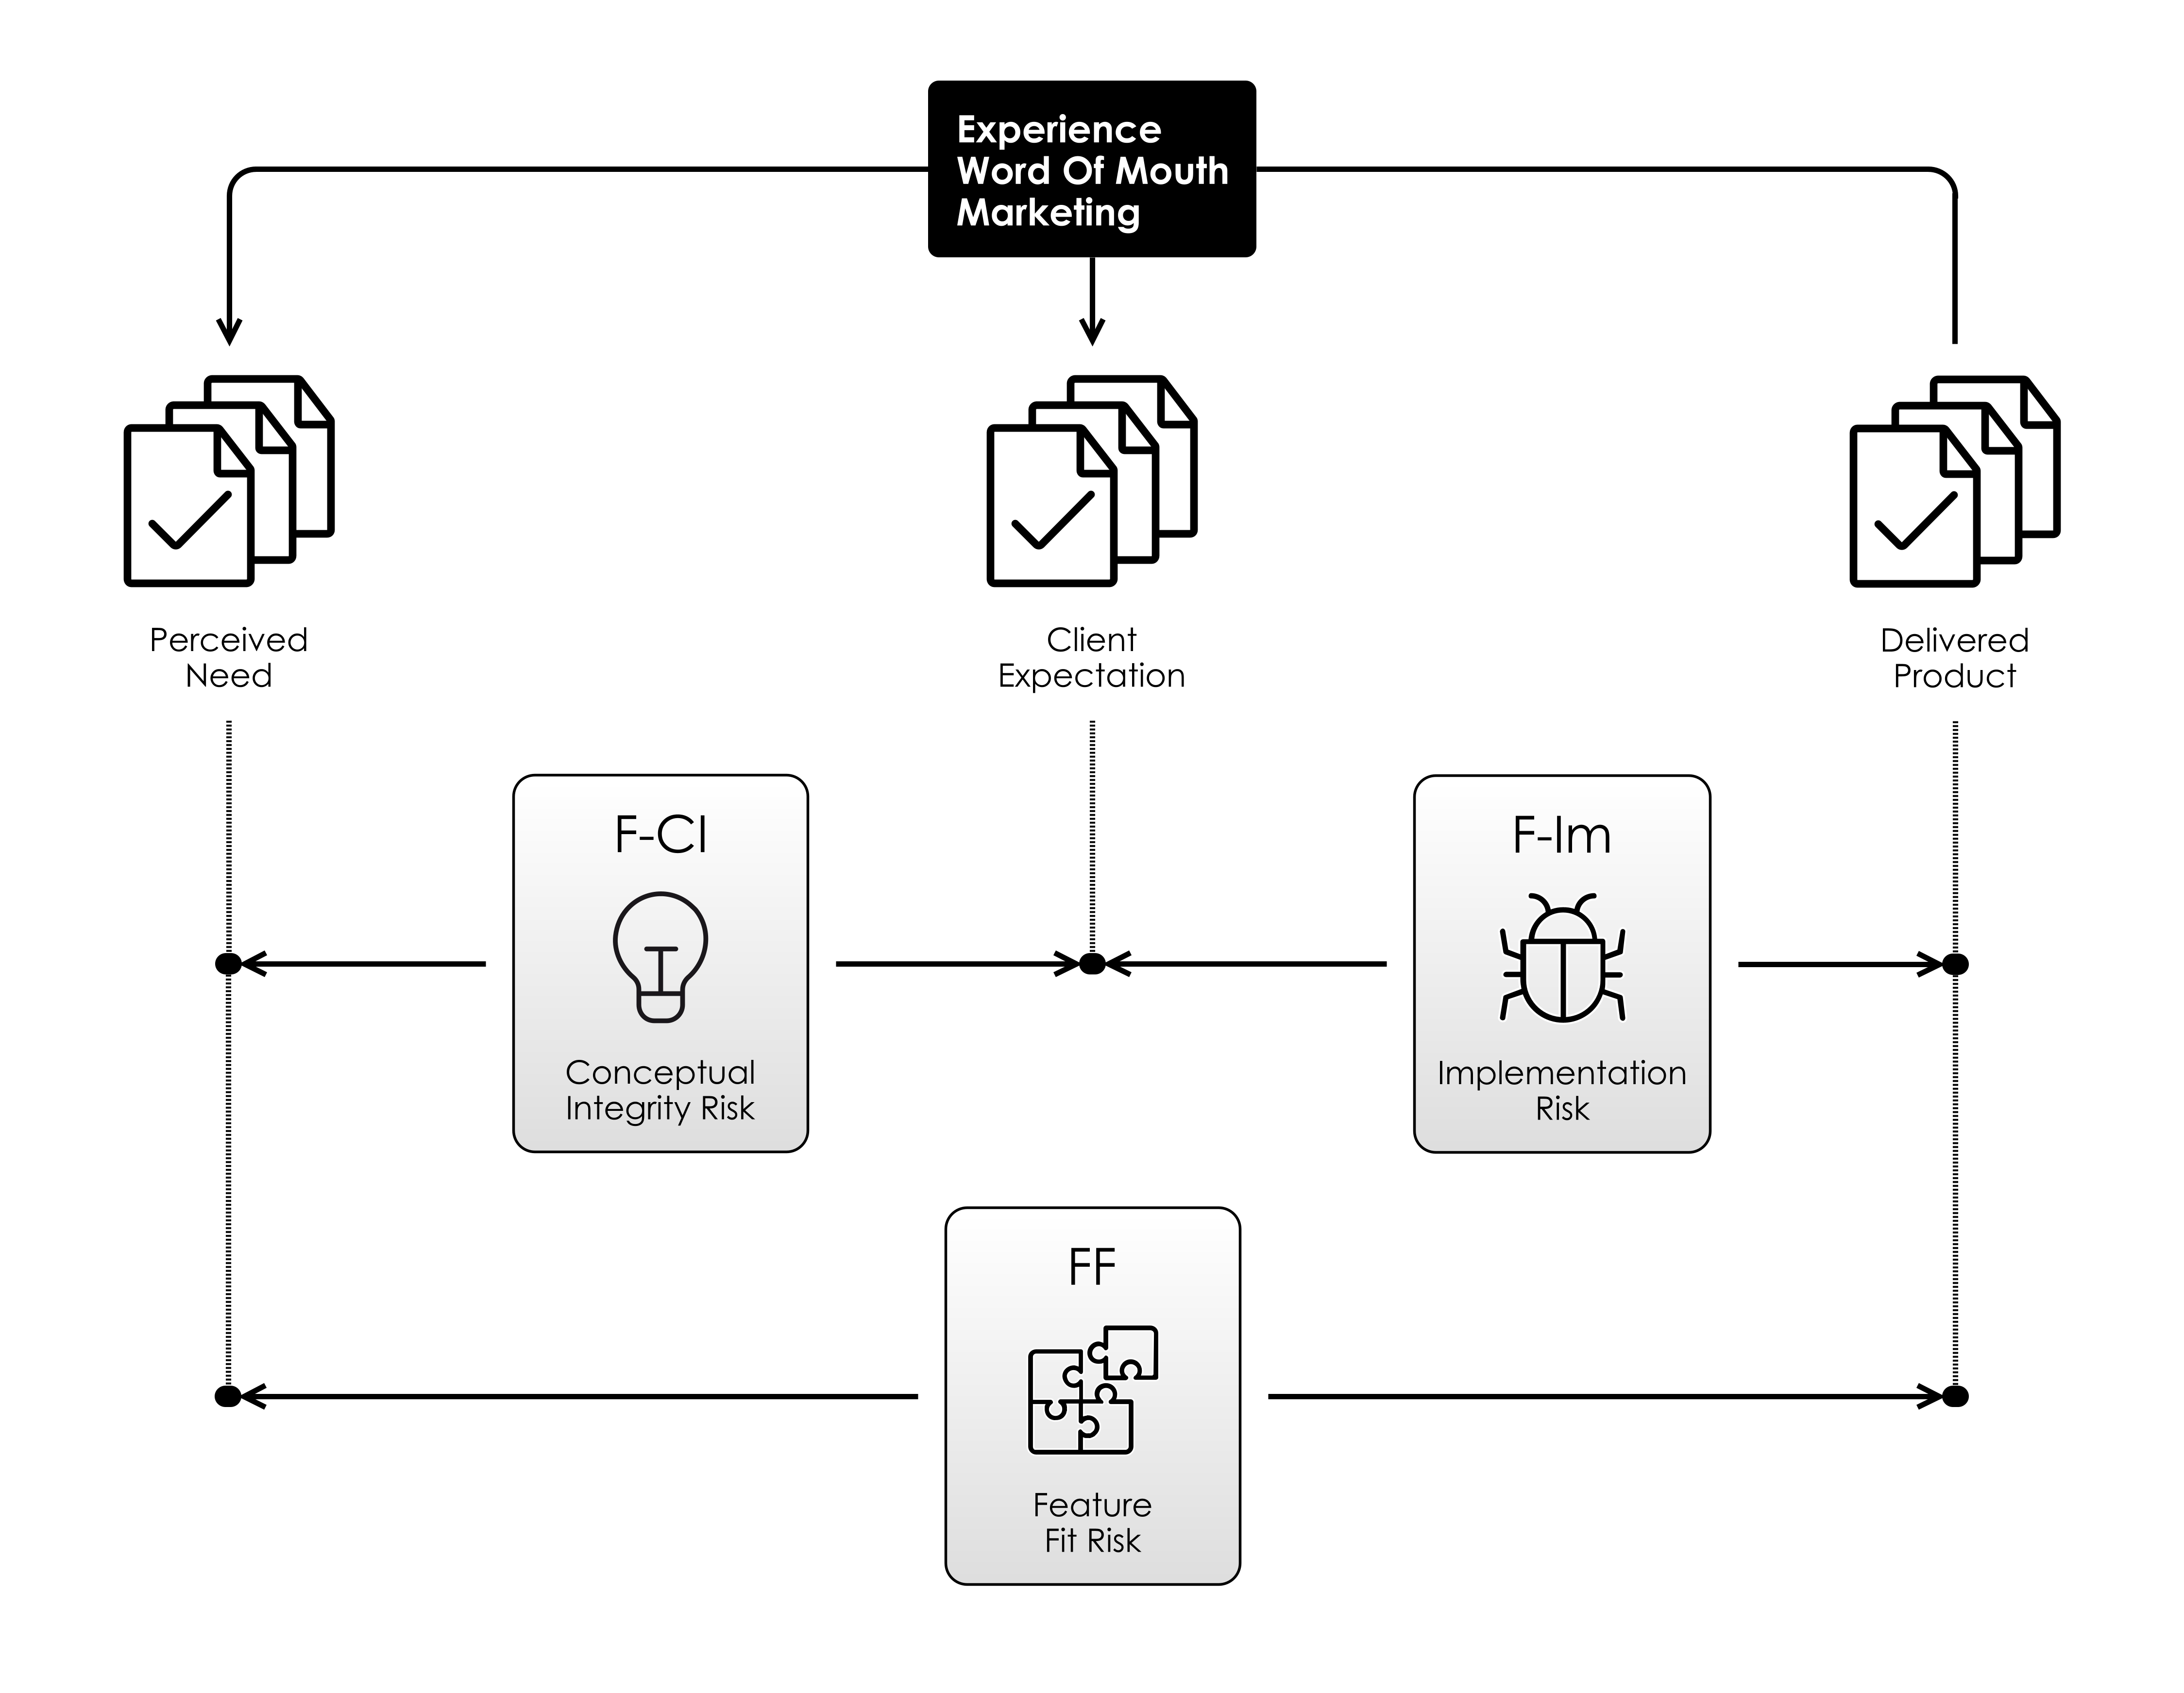 Experience
Word Of Mouth
Marketing
Perceived
Need
Client
Expectation
Delivered
Product
F-CI
Conceptual
Integrity Risk
F-Im
Implementation
Risk
FF
Feature
Fit Risk